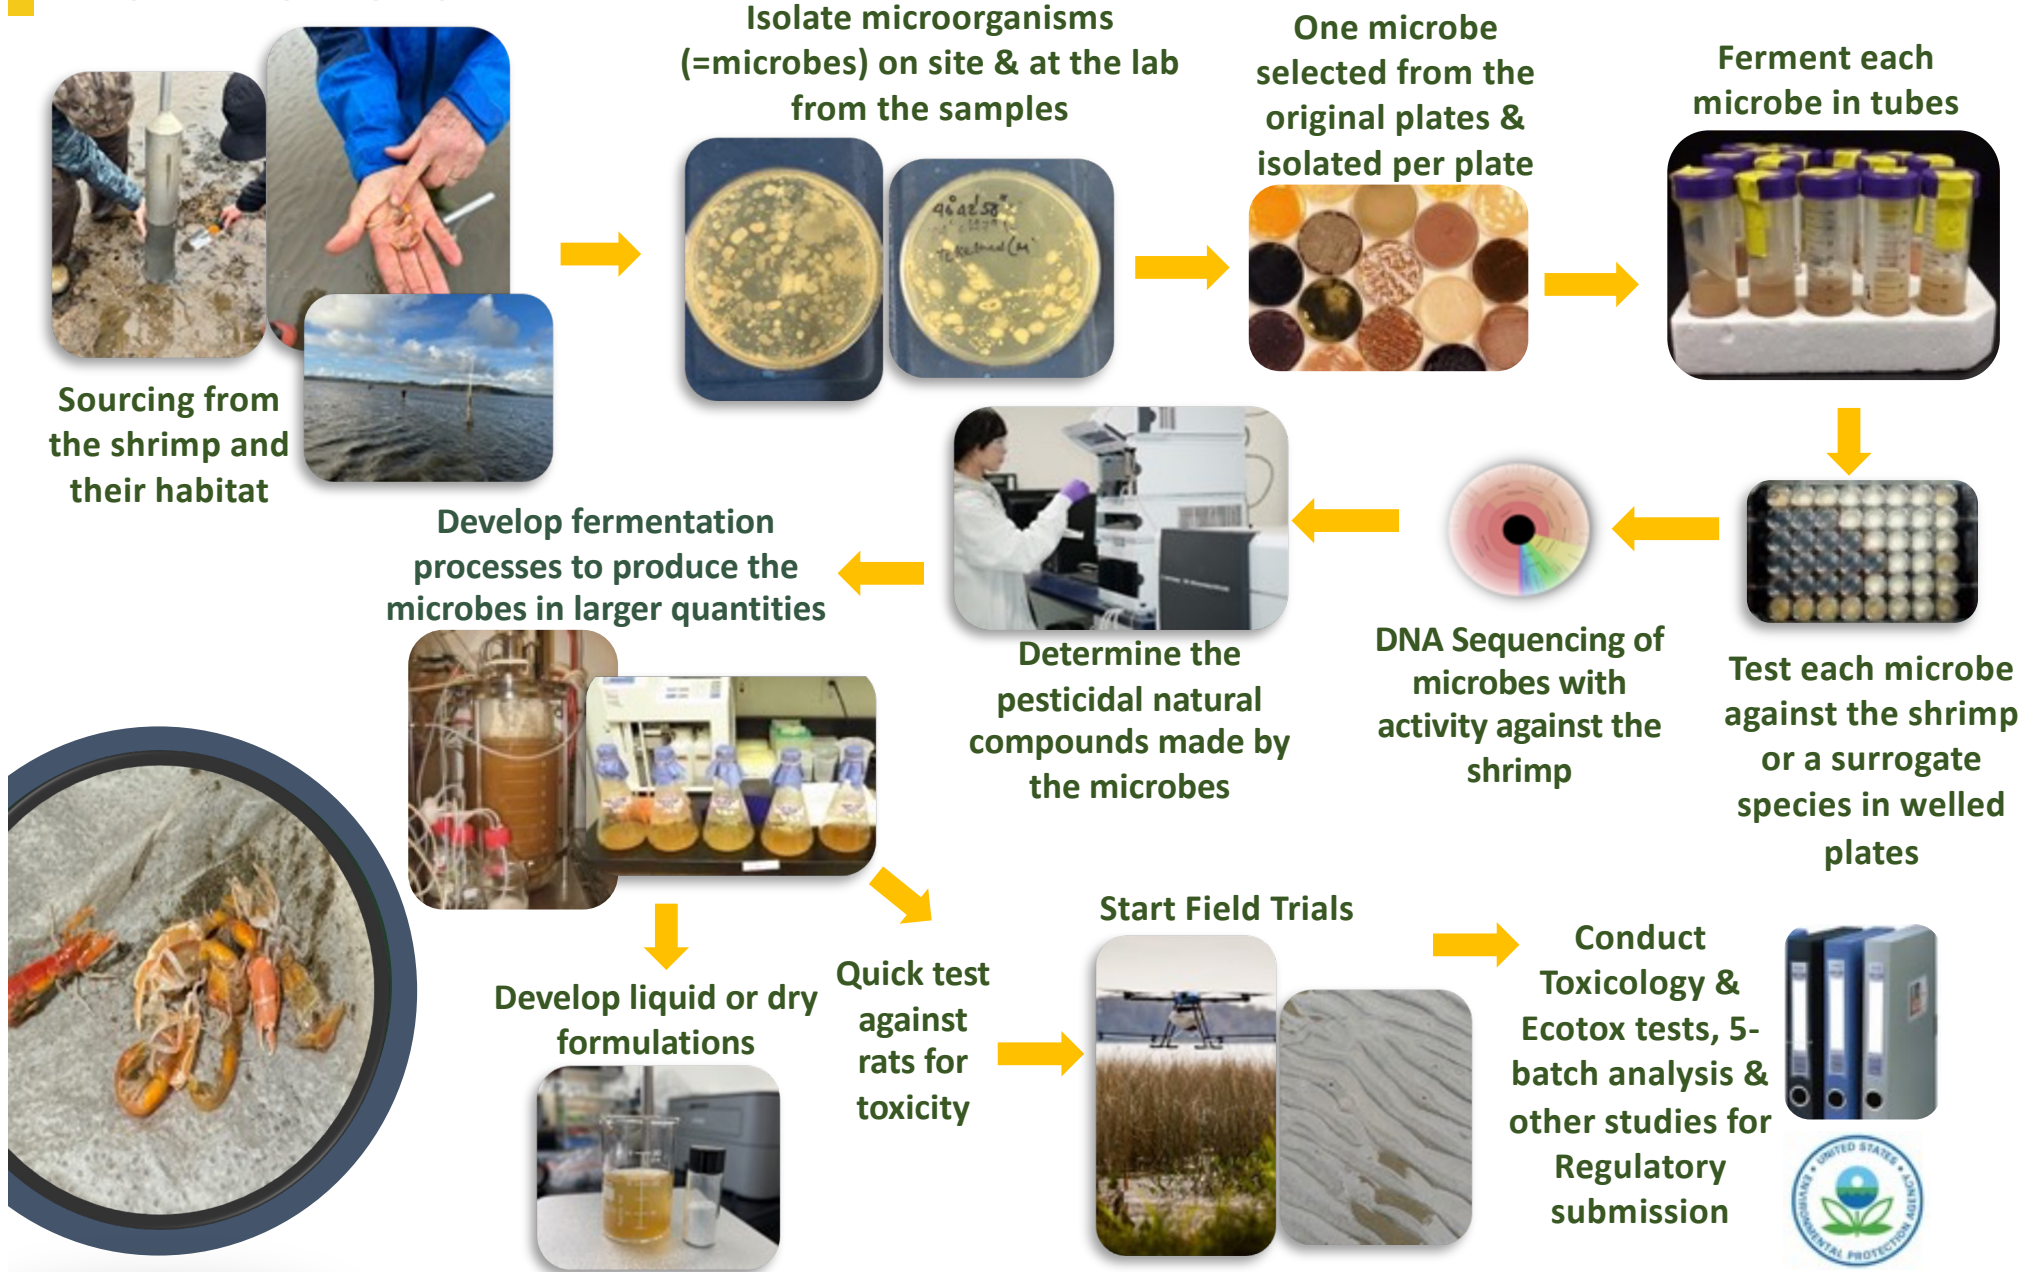 Isolate microorganisms
(=microbes) on site & at the lab
from the samples
One microbe
selected from the
original plates &
isolated per plate
Ferment each
microbe in tubes
Sourcing from
the shrimp and
their habitat
Test each microbe
against the shrimp
or a surrogate
species in welled
plates
DNA Sequencing of
microbes with
activity against the
shrimp
Determine the
pesticidal natural
compounds made by
the microbes
Develop fermentation
processes to produce the
microbes in larger quantities
Develop liquid or dry
formulations
Quick test
against
rats for
toxicity
Start Field Trials
Conduct
Toxicology &
Ecotox tests, 5-
batch analysis &
other studies for
Regulatory
submission
UNITED STATES
ENVIRONMENTAL PROTECTION AGENCY